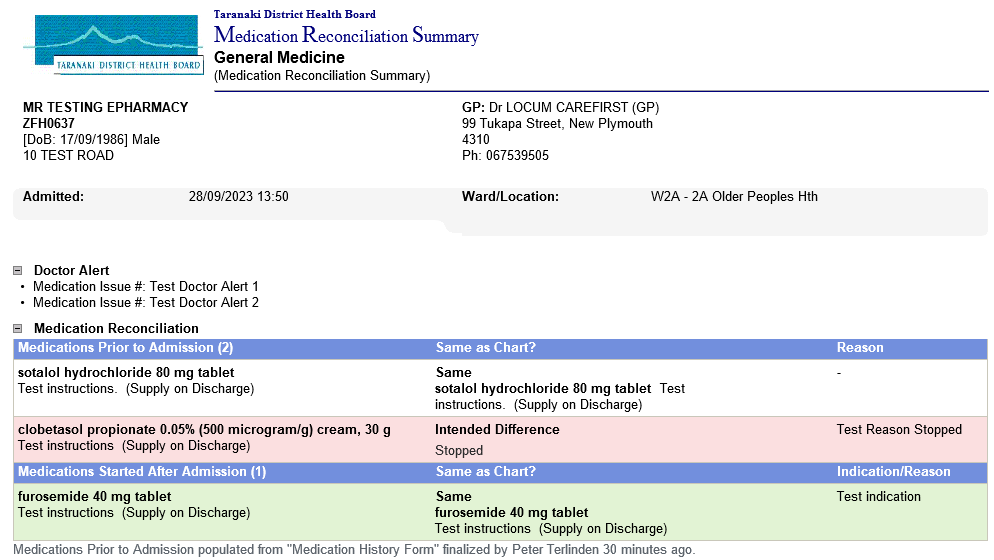 TARANAKI DISTRICT HEALTH BOARD
Taranaki District Health Board
Medication Reconciliation Summary
General Medicine
(Medication Reconciliation Summary)
MR TESTING EPHARMACY
ZFH0637
[DoB: 17/09/1986] Male
10 TEST ROAD
GP: Dr LOCUM CAREFIRST (GP)
99 Tukapa Street, New Plymouth
4310
Ph: 067539505
Admitted: 28/09/2023 13:50 Ward/Location: W2A - 2A Older Peoples Hth
Doctor Alert
• Medication Issue #: Test Doctor Alert 1
• Medication Issue #: Test Doctor Alert 2
Medication Reconciliation
Medications Prior to Admission (2) Same as Chart? Reason
sotalol hydrochloride 80 mg tablet
Test instructions. (Supply on Discharge)
Same
sotalol hydrochloride 80 mg tablet Test
instructions. (Supply on Discharge)
-
clobetasol propionate 0.05% (500 microgram/g) cream, 30 g
Test instructions (Supply on Discharge)
Intended Difference
Stopped
Test Reason Stopped
Medications Started After Admission (1) Same as Chart? Indication/Reason
furosemide 40 mg tablet
Test instructions (Supply on Discharge)
Same
furosemide 40 mg tablet
Test instructions (Supply on Discharge)
Test indication
Medications Prior to Admission populated from "Medication History Form" finalized by Peter Terlinden 30 minutes ago.